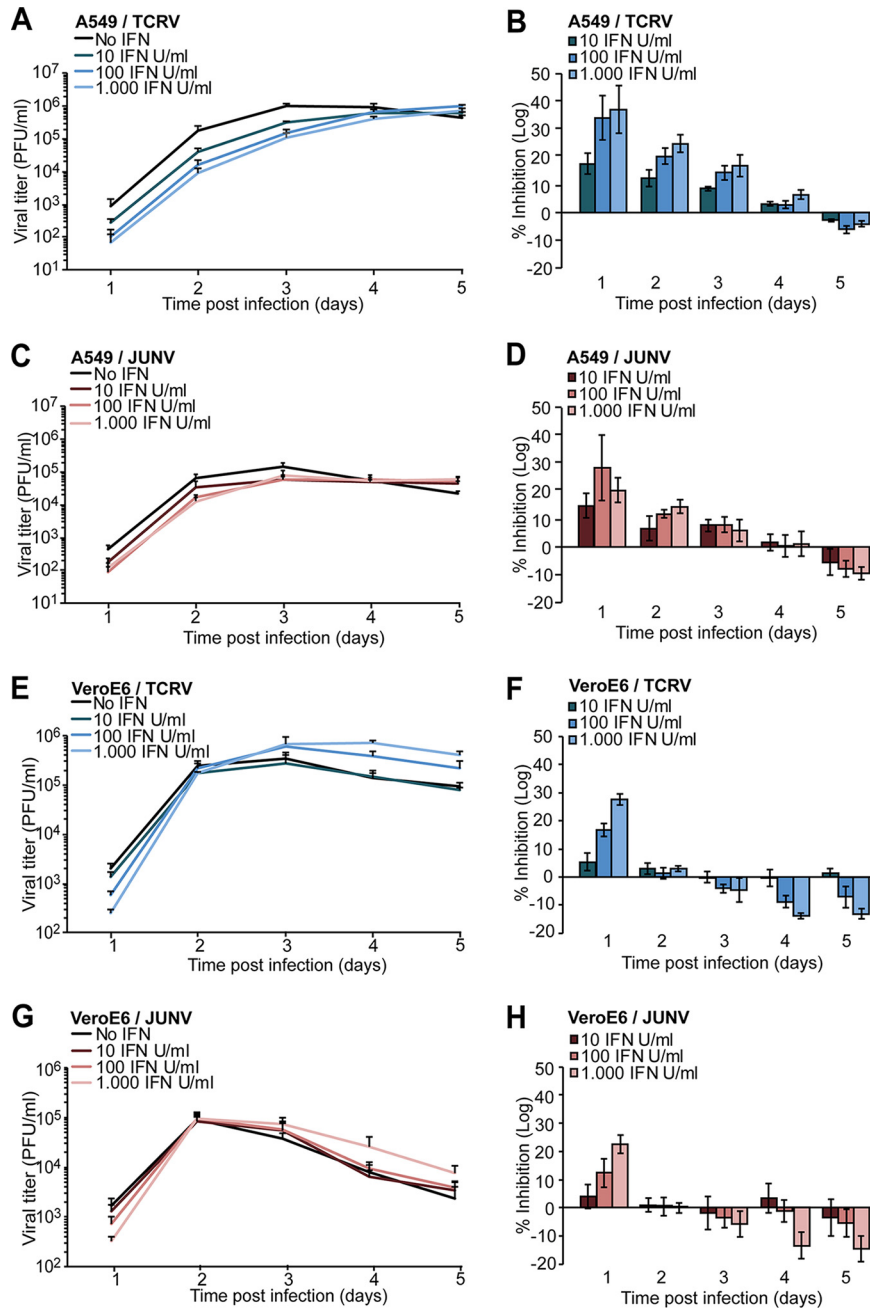 A
A549 / TCRV
No IFN
10 IFN U/ml
100 IFN U/ml
1.000 IFN U/ml
Viral titer (PFU/ml)
10⁷
10⁶
10⁵
10⁴
10³
10²
10¹
1 2 3 4 5
Time post infection (days)
B
A549 / TCRV
10 IFN U/ml
100 IFN U/ml
1.000 IFN U/ml
% Inhibition (Log)
50
40
30
20
10
0
-10
-20
1 2 3 4 5
Time post infection (days)
C
A549 / JUNV
No IFN
10 IFN U/ml
100 IFN U/ml
1.000 IFN U/ml
Viral titer (PFU/ml)
10⁷
10⁶
10⁵
10⁴
10³
10²
10¹
1 2 3 4 5
Time post infection (days)
D
A549 / JUNV
10 IFN U/ml
100 IFN U/ml
1.000 IFN U/ml
% Inhibition (Log)
50
40
30
20
10
0
-10
-20
1 2 3 4 5
Time post infection (days)
E
VeroE6 / TCRV
No IFN
10 IFN U/ml
100 IFN U/ml
1.000 IFN U/ml
Viral titer (PFU/ml)
10⁶
10⁵
10³
10²
1 2 3 4 5
Time post infection (days)
F
VeroE6 / TCRV
10 IFN U/ml
100 IFN U/ml
1.000 IFN U/ml
% Inhibition (Log)
50
40
30
20
10
0
-10
-20
1 2 3 4 5
Time post infection (days)
G
VeroE6 / JUNV
No IFN
10 IFN U/ml
100 IFN U/ml
1.000 IFN U/ml
Viral titer (PFU/ml)
10⁶
10⁵
10⁴
10³
10²
1 2 3 4 5
Time post infection (days)
H
VeroE6 / JUNV
10 IFN U/ml
100 IFN U/ml
1.000 IFN U/ml
% Inhibition (Log)
50
40
30
20
10
0
-10
-20
1 2 3 4 5
Time post infection (days)